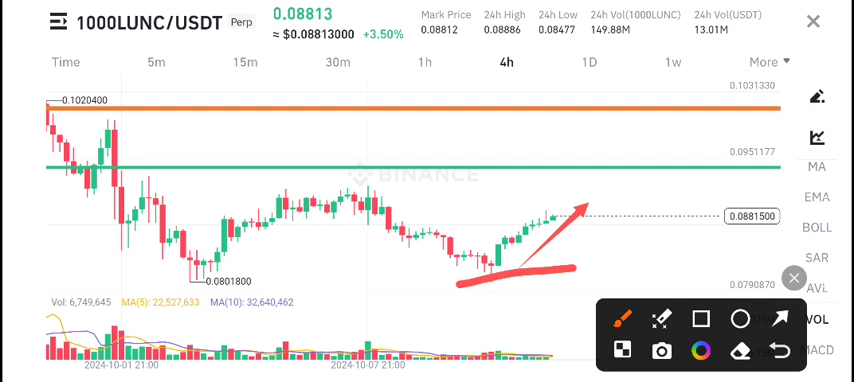 1000LUNC/USDT Perp
0.08813
≈ $0.08813000 +3.50%
Mark Price 24h High 24h Low 24h Vol(1000LUNC) 24h Vol(USDT)
0.08812 0.08886 0.08477 149.88M 13.01M
Time 5m 15m 30m 1h 4h 1D 1w More
0.1031330
0.1020400
0.0951177
MA
BINANCE
EMA
0.0881500
BOLL
SAR
0.0801800
0.0790870
AVL
Vol: 6,749,645 MA(5): 22,527,633 MA(10): 32,640,462
VOL
MACD
2024-10-01 21:00 2024-10-07 21:00